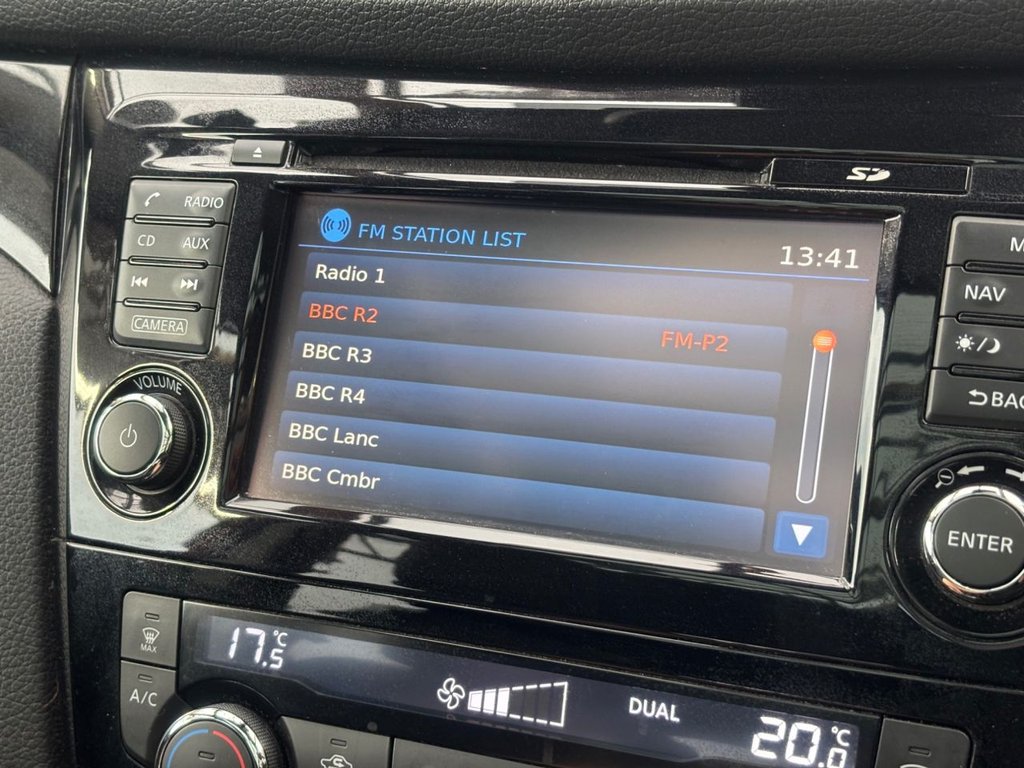 SD
RADIO
CD AUX
CAMERA
VOLUME
FM STATION LIST
13:41
Radio 1
BBC R2 FM-P2
BBC R3
BBC R4
BBC Lanc
BBC Cmbr
NAV
ENTER
MAX
A/C
17.5°C
DUAL
20.0°C